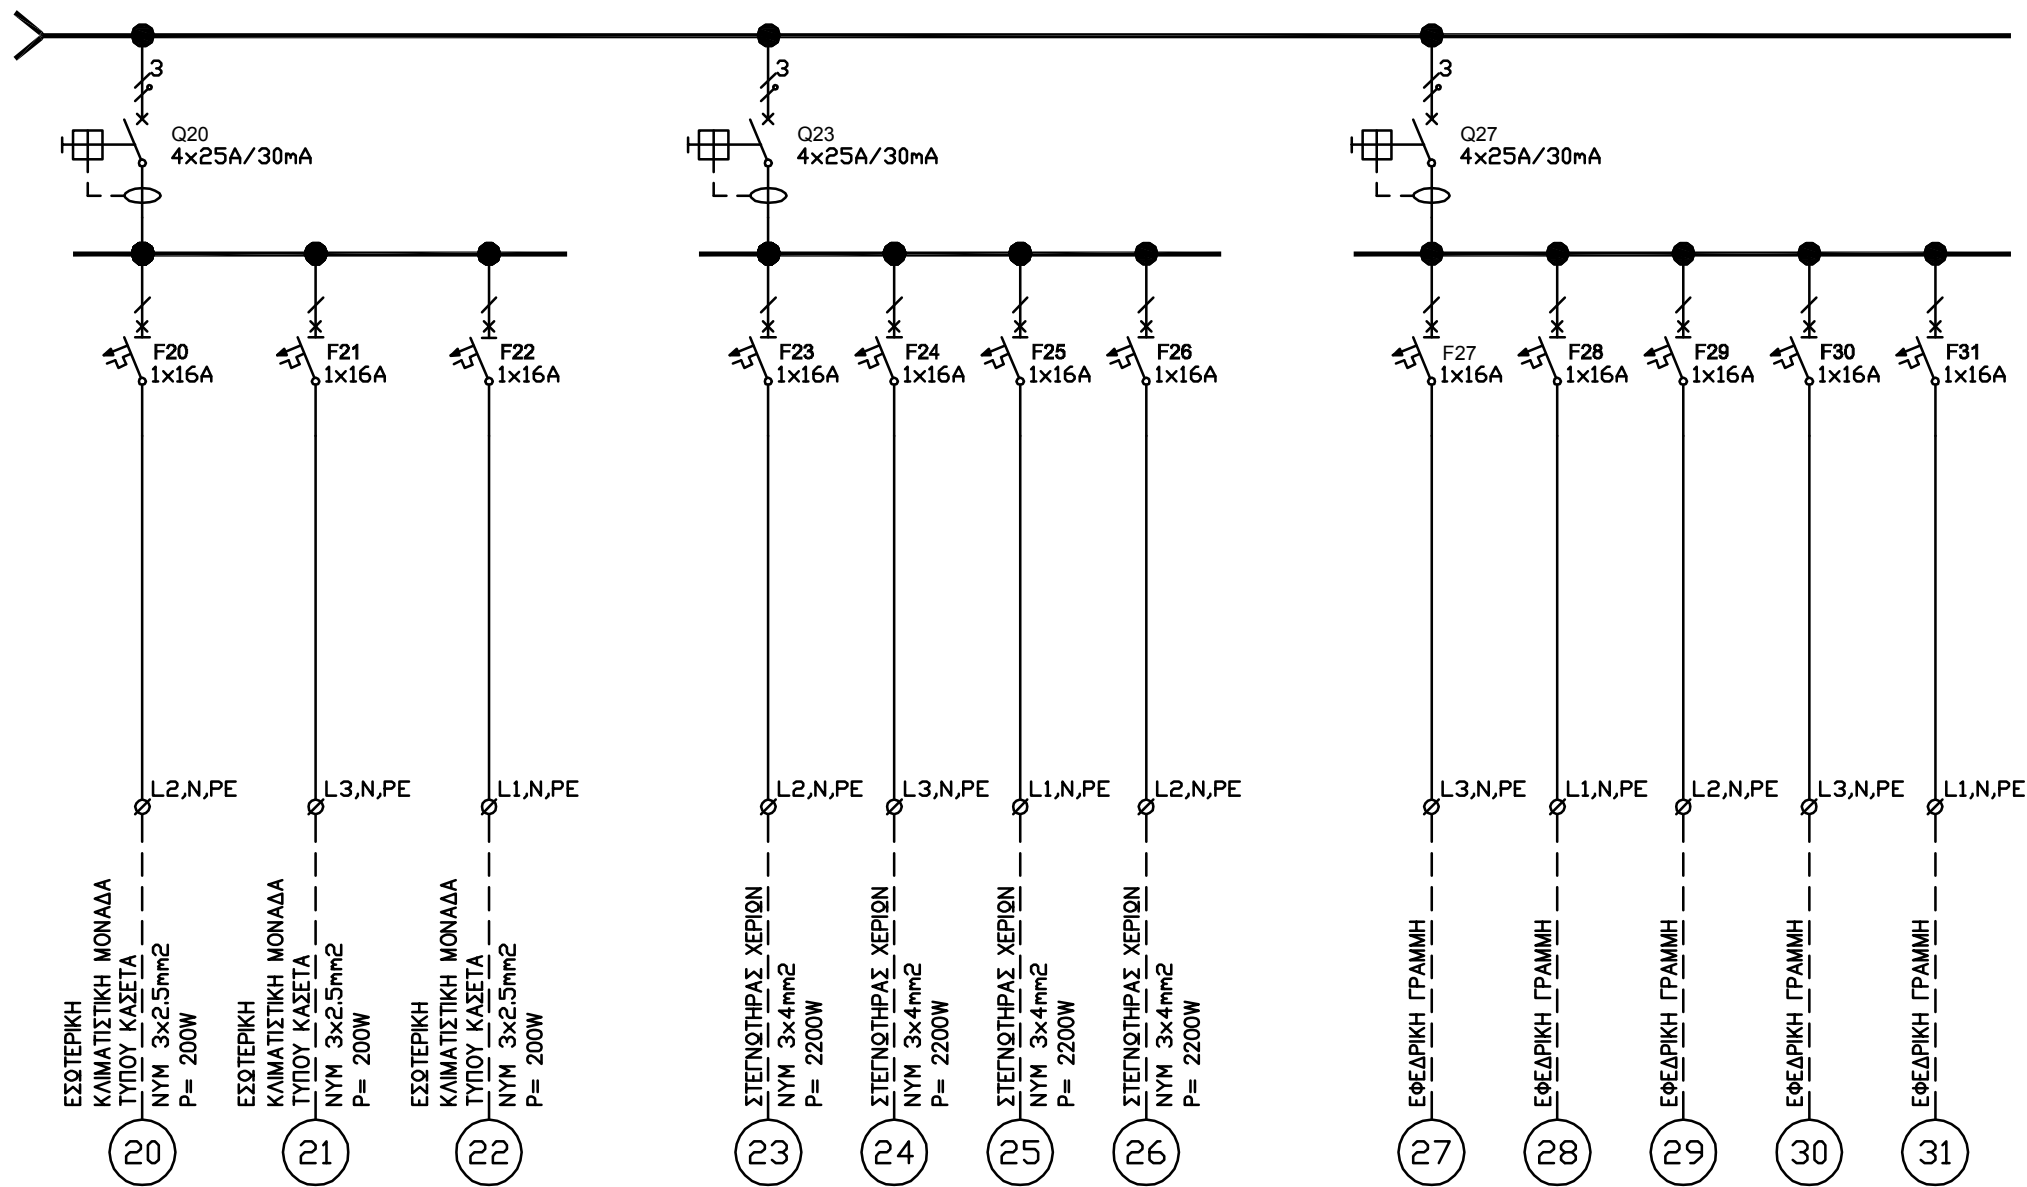 3
3
3
Q20
4x25A/30mA
Q23
4x25A/30mA
Q27
4x25A/30mA
F20
1x16A
F21
1x16A
F22
1x16A
F23
1x16A
F24
1x16A
F25
1x16A
F26
1x16A
F27
1x16A
F28
1x16A
F29
1x16A
F30
1x16A
F31
1x16A
L2,N,PE
L3,N,PE
L1,N,PE
L2,N,PE
L3,N,PE
L1,N,PE
L2,N,PE
L3,N,PE
L1,N,PE
L2,N,PE
L3,N,PE
L1,N,PE
ΕΣΩΤΕΡΙΚΗ
ΚΛΙΜΑΤΙΣΤΙΚΗ ΜΟΝΑΔΑ
ΤΥΠΟΥ ΚΑΣΕΤΑ
NYM 3x2.5mm2
P= 200W
ΕΣΩΤΕΡΙΚΗ
ΚΛΙΜΑΤΙΣΤΙΚΗ ΜΟΝΑΔΑ
ΤΥΠΟΥ ΚΑΣΕΤΑ
NYM 3x2.5mm2
P= 200W
ΕΣΩΤΕΡΙΚΗ
ΚΛΙΜΑΤΙΣΤΙΚΗ ΜΟΝΑΔΑ
ΤΥΠΟΥ ΚΑΣΕΤΑ
NYM 3x2.5mm2
P= 200W
ΣΤΕΓΝΩΤΗΡΑΣ ΧΕΡΙΩΝ
NYM 3x4mm2
P= 2200W
ΣΤΕΓΝΩΤΗΡΑΣ ΧΕΡΙΩΝ
NYM 3x4mm2
P= 2200W
ΣΤΕΓΝΩΤΗΡΑΣ ΧΕΡΙΩΝ
NYM 3x4mm2
P= 2200W
ΣΤΕΓΝΩΤΗΡΑΣ ΧΕΡΙΩΝ
NYM 3x4mm2
P= 2200W
ΕΦΕΔΡΙΚΗ ΓΡΑΜΜΗ
ΕΦΕΔΡΙΚΗ ΓΡΑΜΜΗ
ΕΦΕΔΡΙΚΗ ΓΡΑΜΜΗ
ΕΦΕΔΡΙΚΗ ΓΡΑΜΜΗ
ΕΦΕΔΡΙΚΗ ΓΡΑΜΜΗ
20
21
22
23
24
25
26
27
28
29
30
31